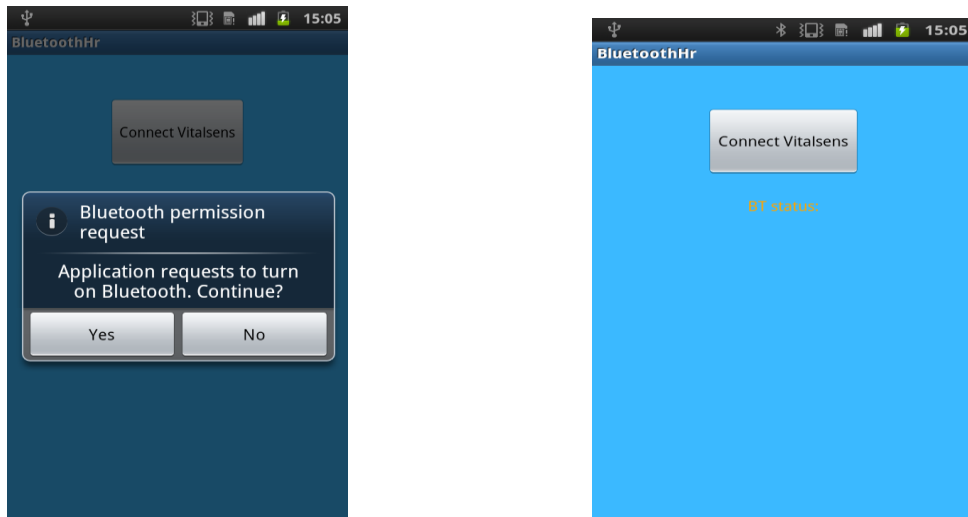 15:05
BluetoothHr
Connect Vitalsens
Bluetooth permission
request
Application requests to turn
on Bluetooth. Continue?
Yes
No
15:05
BluetoothHr
Connect Vitalsens
BT status: